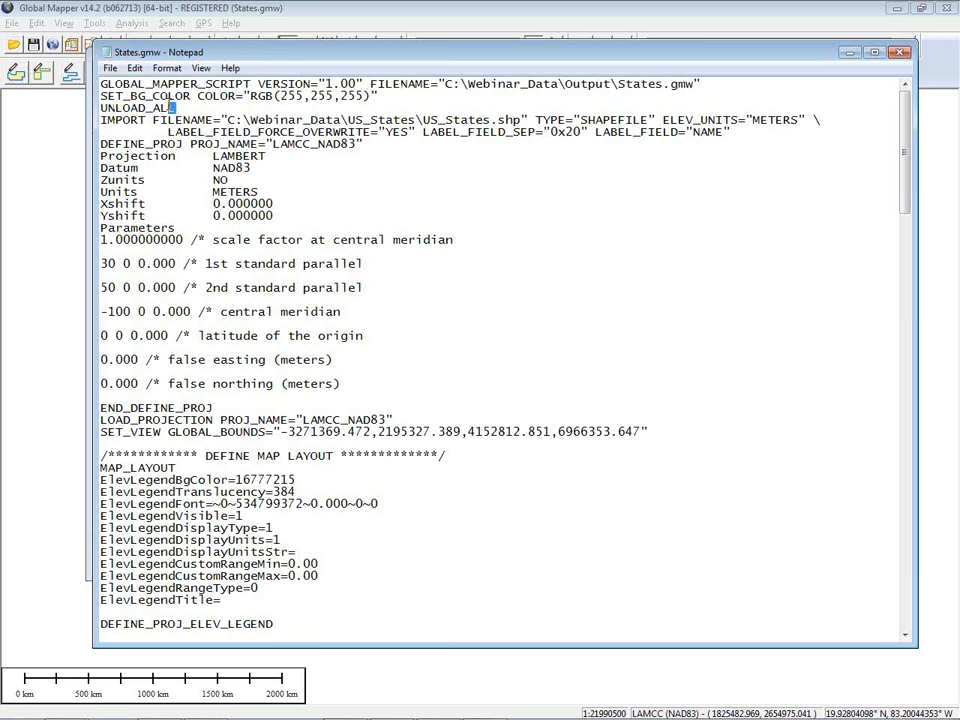 Global Mapper v14.2 (b062713) [64-bit] - REGISTERED (States.gmw)
File Edit View Tools Analysis Search GPS Help
States.gmw - Notepad
File Edit Format View Help
GLOBAL_MAPPER_SCRIPT VERSION="1.00" FILENAME="C:\Webinar_Data\Output\States.gmw"
SET_BG_COLOR COLOR="RGB(255,255,255)"
UNLOAD_ALL
IMPORT FILENAME="C:\Webinar_Data\US_States\US_States.shp" TYPE="SHAPEFILE" ELEV_UNITS="METERS" \
LABEL_FIELD_FORCE_OVERWRITE="YES" LABEL_FIELD_SEP="0x20" LABEL_FIELD="NAME"
DEFINE_PROJ PROJ_NAME="LAMCC_NAD83"
Projection LAMBERT
Datum NAD83
Zunits NO
Units METERS
Xshift 0.000000
Yshift 0.000000
Parameters
1.000000000 /* scale factor at central meridian
30 0 0.000 /* 1st standard parallel
50 0 0.000 /* 2nd standard parallel
-100 0 0.000 /* central meridian
0 0 0.000 /* latitude of the origin
0.000 /* false easting (meters)
0.000 /* false northing (meters)
END_DEFINE_PROJ
LOAD_PROJECTION PROJ_NAME="LAMCC_NAD83"
SET_VIEW GLOBAL_BOUNDS="-3271369.472,2195327.389,4152812.851,6966353.647"
/************ DEFINE MAP LAYOUT *************/
MAP_LAYOUT
ElevLegendBgColor=16777215
ElevLegendTranslucency=384
ElevLegendFont=~0~534799372~0.000~0~0
ElevLegendVisible=1
ElevLegendDisplayType=1
ElevLegendDisplayUnits=1
ElevLegendDisplayUnitsStr=
ElevLegendCustomRangeMin=0.00
ElevLegendCustomRangeMax=0.00
ElevLegendRangeType=0
ElevLegendTitle=
DEFINE_PROJ_ELEV_LEGEND
0 km 500 km 1000 km 1500 km 2000 km
1:21990500 LAMCC (NAD83) - ( 1825482.969, 2654975.041 ) 19.92804098° N, 83.20044353° W